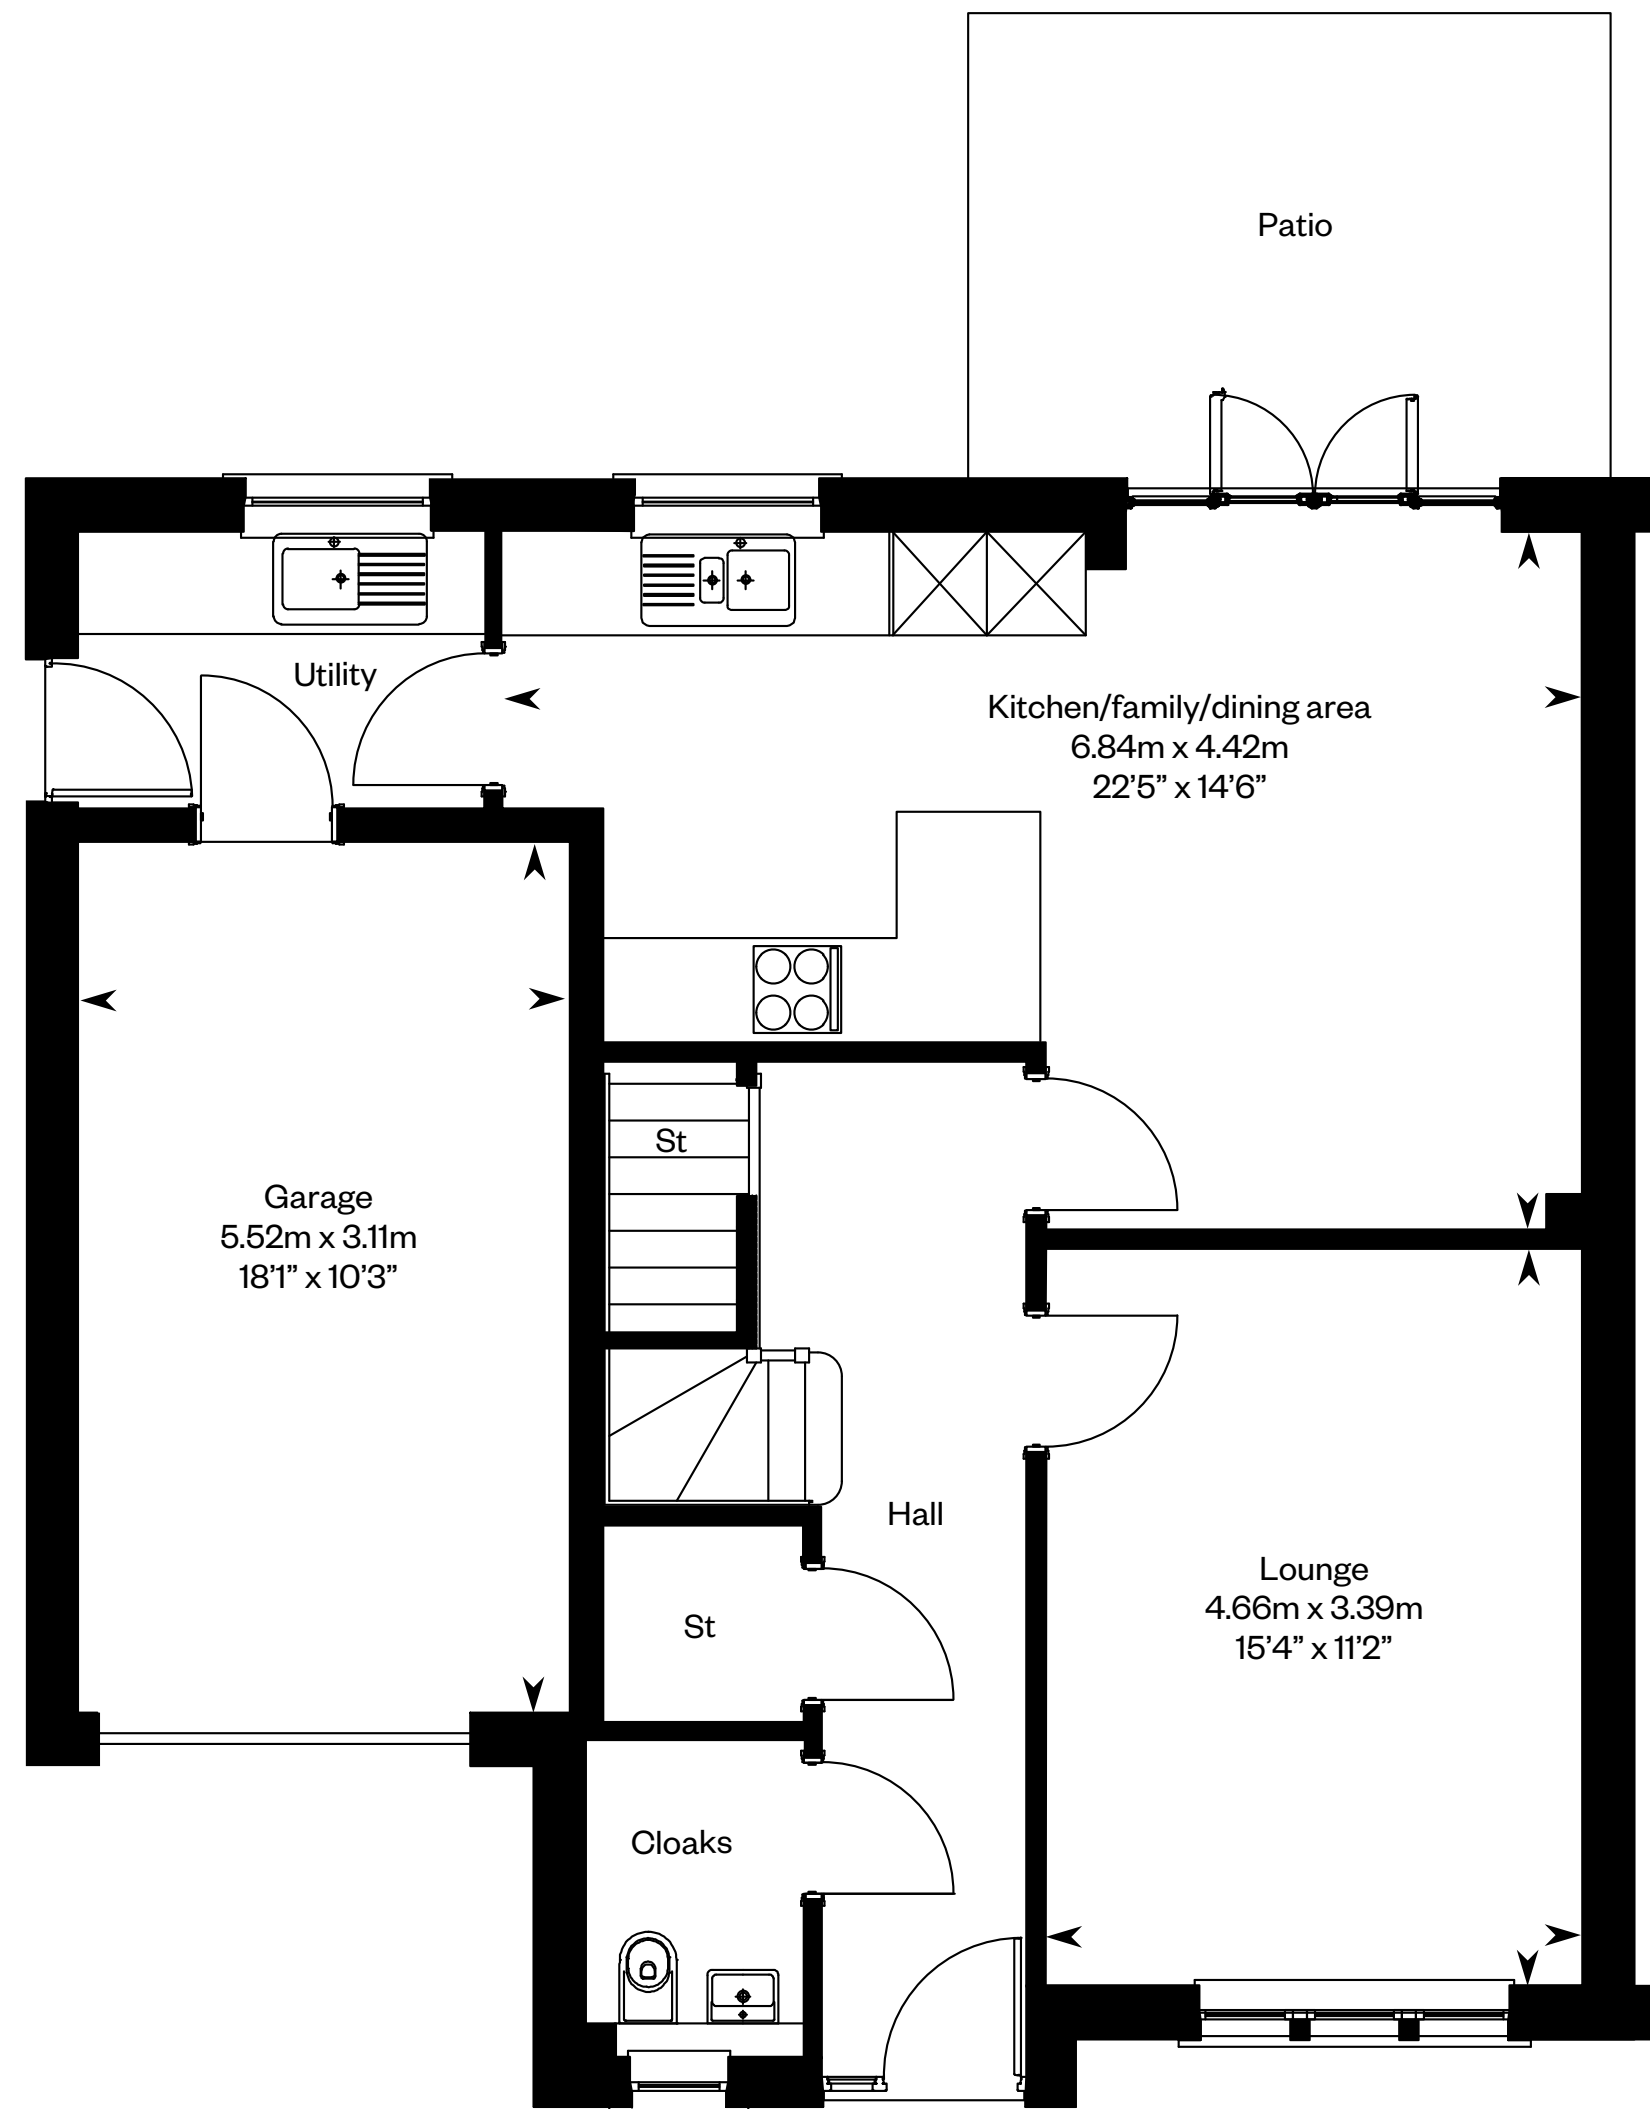 Patio
Utility
Kitchen/family/dining area
6.84m x 4.42m
22’5” x 14’6”
St
Garage
5.52m x 3.11m
18’1” x 10’3”
Hall
Lounge
4.66m x 3.39m
15’4” x 11’2”
St
Cloaks